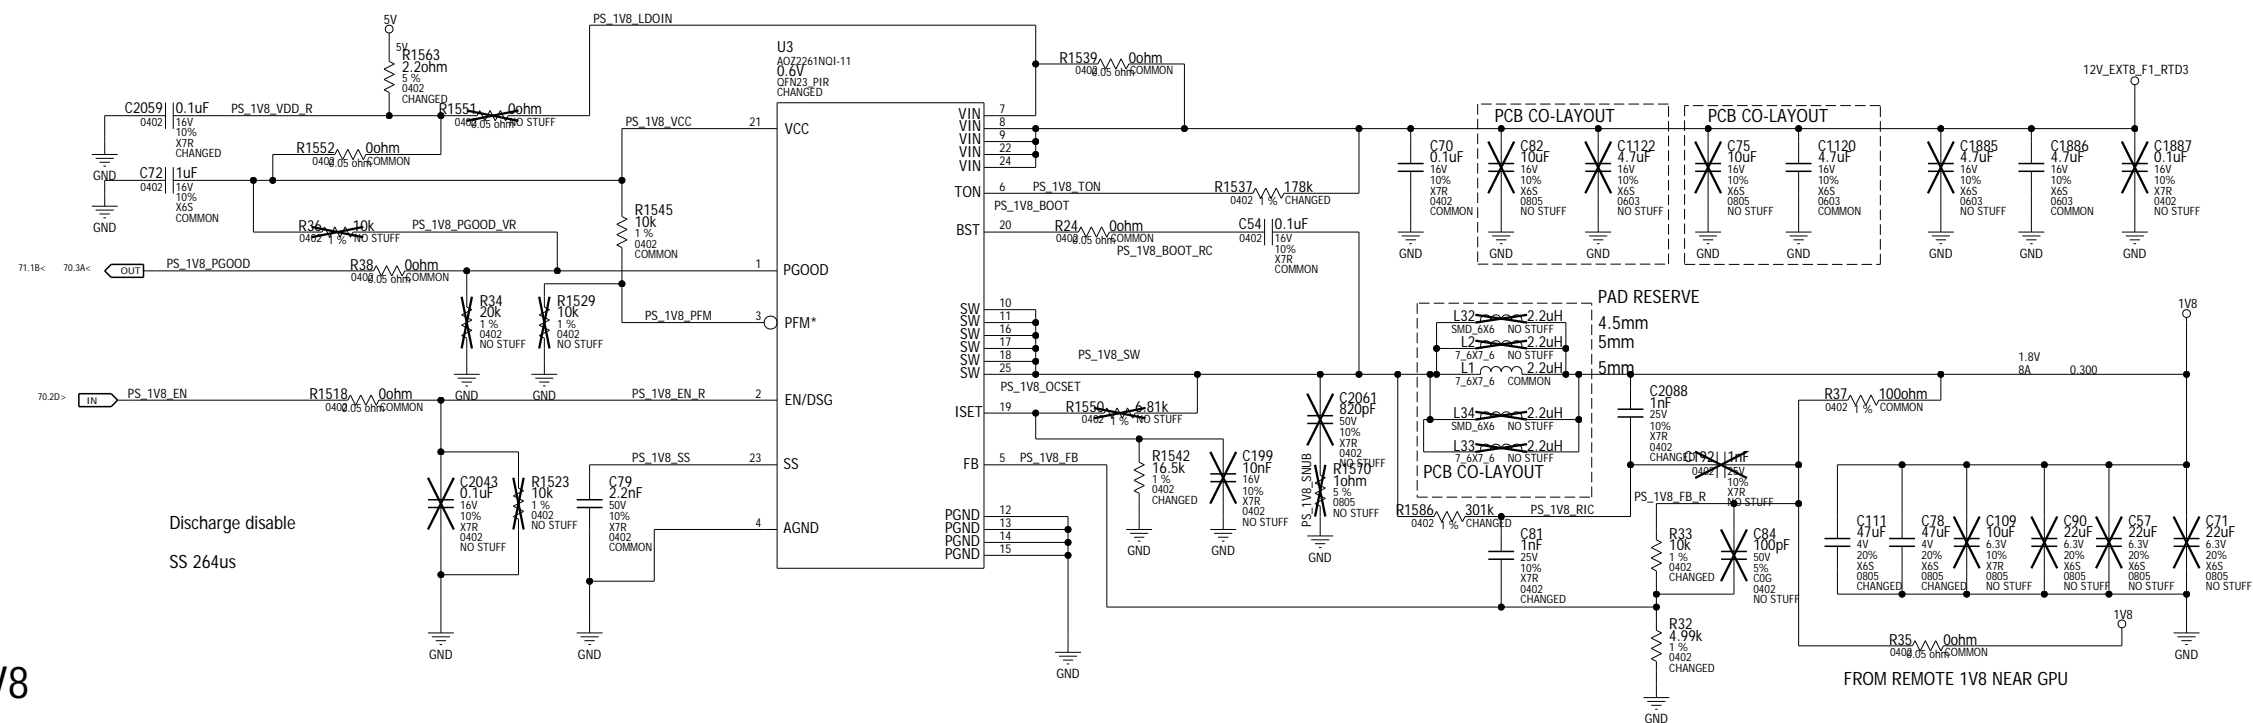 5V
5V
R1563
2.2ohm
5 %
0402
CHANGED
PS_1V8_LDOIN
C2059
0402
0.1uF
16V
10%
X7R
CHANGED
PS_1V8_VDD_R
R1551
0ohm
0402
0.05 ohm
NO STUFF
R1552
0ohm
0402
0.05 ohm
COMMON
GND
C72
0402
1uF
16V
10%
X6S
COMMON
GND
R36
10k
0402
1 %
NO STUFF
PS_1V8_PGOOD_VR
71.1B<
70.3A<
OUT
PS_1V8_PGOOD
R38
0ohm
0402
0.05 ohm
COMMON
R34
20k
1 %
0402
NO STUFF
GND
R1529
10k
1 %
0402
NO STUFF
GND
R1545
10k
1 %
0402
COMMON
PS_1V8_VCC
PS_1V8_PFM
70.2D>
IN
PS_1V8_EN
R1518
0ohm
0402
0.05 ohm
COMMON
PS_1V8_EN_R
C2043
0.1uF
16V
10%
X7R
0402
NO STUFF
R1523
10k
1 %
0402
NO STUFF
GND
PS_1V8_SS
C79
2.2nF
50V
10%
X7R
0402
COMMON
GND
Discharge disable
SS 264us
V8
U3
AOZ2261NQI-11
0.6V
QFN23_PIR
CHANGED
21
VCC
1
PGOOD
3
PFM*
2
EN/DSG
23
SS
4
AGND
VIN
7
VIN
8
VIN
9
VIN
22
VIN
24
TON
6
BST
20
SW
10
SW
11
SW
16
SW
17
SW
18
SW
25
ISET
19
FB
5
PGND
12
PGND
13
PGND
14
PGND
15
GND
R1539
0ohm
0402
0.05 ohm
COMMON
PS_1V8_TON
R1537
178k
0402
1 %
CHANGED
PS_1V8_BOOT
R24
0ohm
0402
0.05 ohm
COMMON
PS_1V8_BOOT_RC
C54
0402
0.1uF
16V
10%
X7R
COMMON
PS_1V8_SW
PS_1V8_OCSET
R1550
6.81k
0402
1 %
NO STUFF
R1542
16.5k
1 %
0402
CHANGED
GND
C199
10nF
16V
10%
X7R
0402
NO STUFF
GND
PS_1V8_FB
C2061
820pF
50V
10%
X7R
0402
NO STUFF
PS_1V8_SNUB
R1570
1ohm
5 %
0805
NO STUFF
GND
C70
0.1uF
16V
10%
X7R
0402
COMMON
GND
PCB CO-LAYOUT
C82
10uF
16V
10%
X6S
0805
NO STUFF
GND
C1122
4.7uF
16V
10%
X6S
0603
NO STUFF
GND
PCB CO-LAYOUT
C75
10uF
16V
10%
X6S
0805
NO STUFF
GND
C1120
4.7uF
16V
10%
X6S
0603
COMMON
GND
C1885
4.7uF
16V
10%
X6S
0603
NO STUFF
GND
C1886
4.7uF
16V
10%
X6S
0603
COMMON
GND
12V_EXT8_F1_RTD3
C1887
0.1uF
16V
10%
X7R
0402
NO STUFF
GND
PAD RESERVE
L32
2.2uH
SMD_6X6
NO STUFF
4.5mm
L2
2.2uH
7_6X7_6
NO STUFF
5mm
L1
2.2uH
7_6X7_6
COMMON
5mm
L34
2.2uH
SMD_6X6
NO STUFF
L33
2.2uH
7_6X7_6
NO STUFF
PCB CO-LAYOUT
C2088
1nF
25V
10%
X7R
0402
CHANGED
C192
0402
1nF
25V
10%
X7R
NO STUFF
R1586
301k
0402
1 %
CHANGED
PS_1V8_RIC
C81
1nF
25V
10%
X7R
0402
CHANGED
PS_1V8_FB_R
R33
10k
1 %
0402
CHANGED
C84
100pF
50V
5%
C0G
0402
NO STUFF
R32
4.99k
1 %
0402
CHANGED
GND
R37
100ohm
0402
1 %
COMMON
1V8
1.8V
8A
0.300
C111
47uF
4V
20%
X6S
0805
CHANGED
C78
47uF
4V
20%
X6S
0805
CHANGED
C109
10uF
6.3V
10%
X7R
0805
NO STUFF
C90
22uF
6.3V
20%
X6S
0805
NO STUFF
C57
22uF
6.3V
20%
X6S
0805
NO STUFF
C71
22uF
6.3V
20%
X6S
0805
NO STUFF
GND
1V8
R35
0ohm
0402
0.05 ohm
COMMON
FROM REMOTE 1V8 NEAR GPU